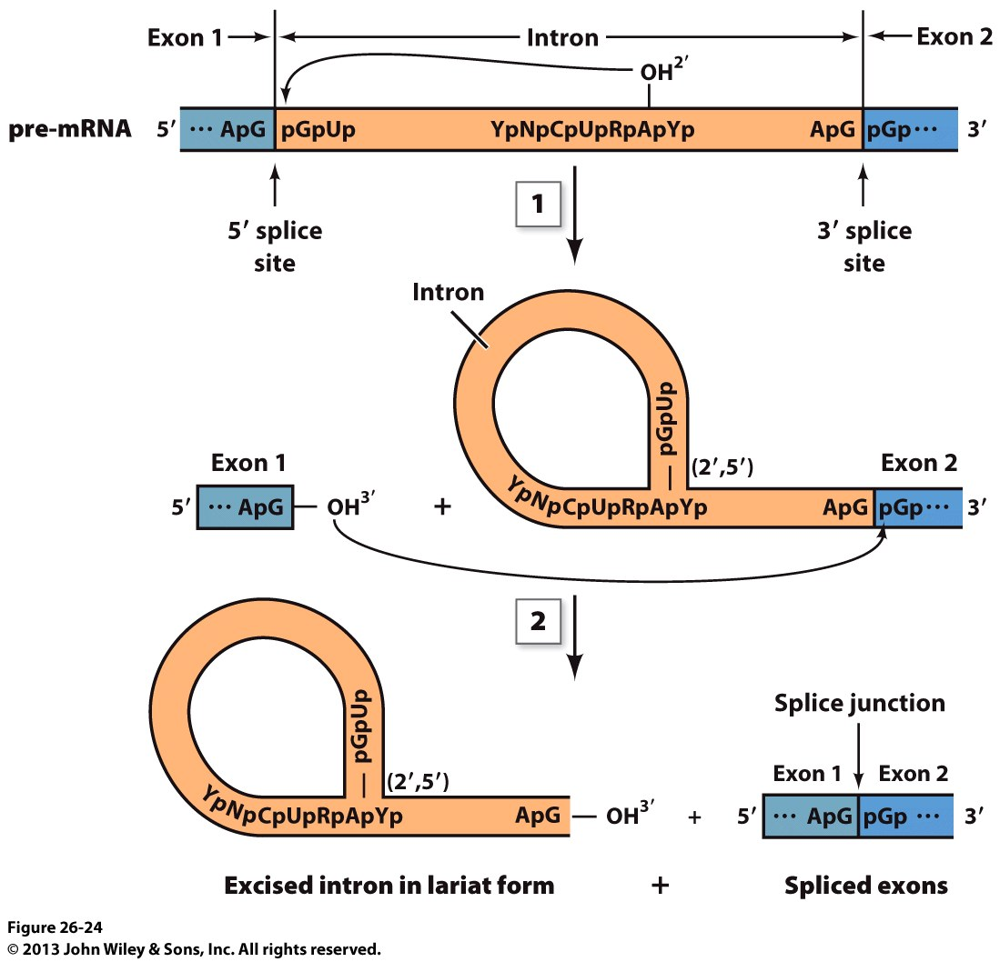 Exon 1 Intron Exon 2
OH2′
pre-mRNA 5′ ··· ApG pGpUp YpNpCpUpRpApYp ApG pGp··· 3′
1
5′ splice
site
3′ splice
site
Intron
pGpUp
(2′,5′)
Exon 1
Exon 2
5′ ··· ApG OH3′ + YpNpCpUpRpApYp ApG pGp··· 3′
2
pGpUp
(2′,5′)
Splice junction
Exon 1 Exon 2
YpNpCpUpRpApYp ApG OH3′ + 5′ ··· ApG pGp ··· 3′
Excised intron in lariat form + Spliced exons
Figure 26-24
© 2013 John Wiley & Sons, Inc. All rights reserved.